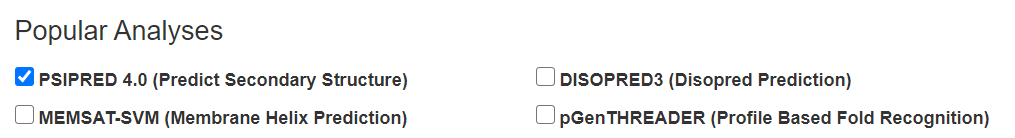 Popular Analyses
PSIPRED 4.0 (Predict Secondary Structure)
DISOPRED3 (Disopred Prediction)
MEMSAT-SVM (Membrane Helix Prediction)
pGenTHREADER (Profile Based Fold Recognition)